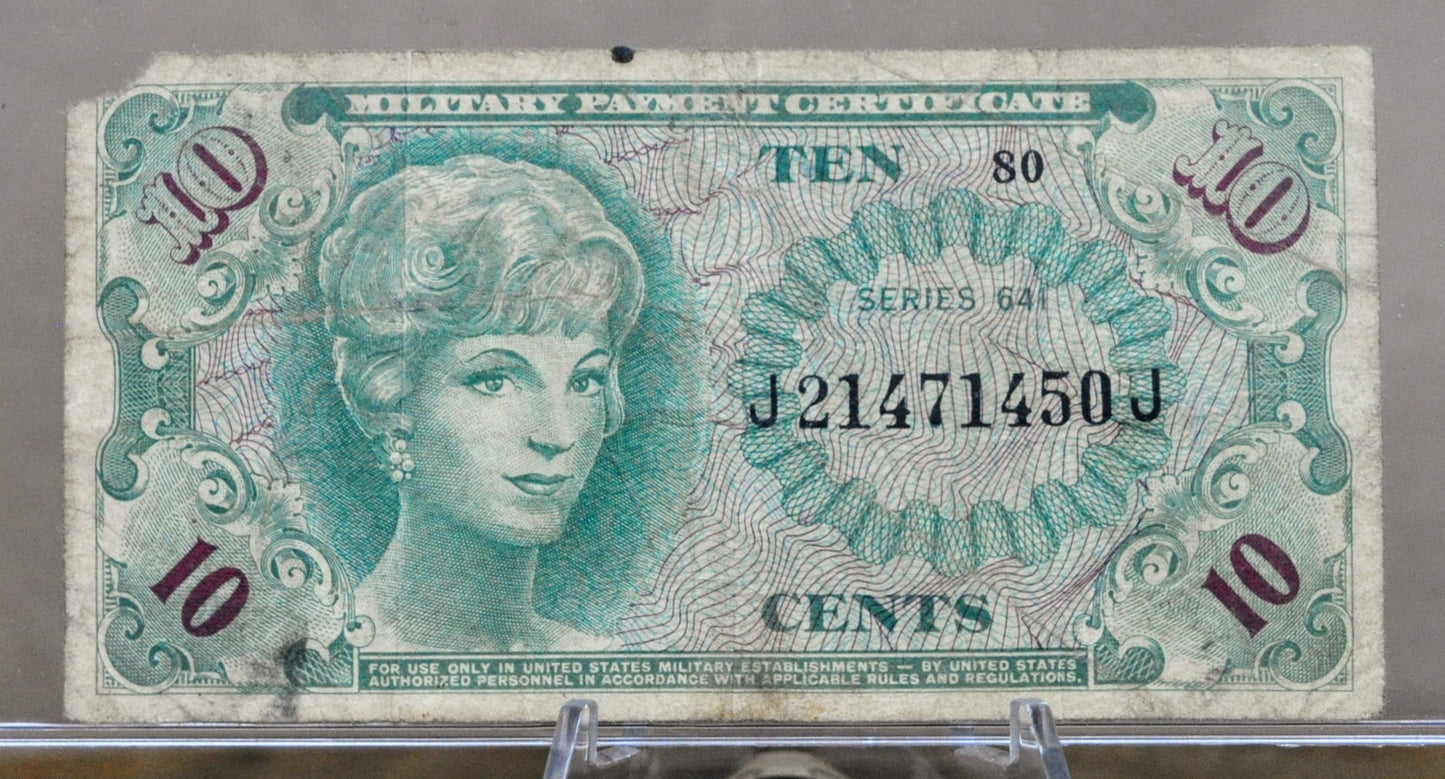 MILITARY PAYMENT CERTIFICATE
10 TEN 80 10
SERIES 641
J21471450J
10 CENTS 10
FOR USE ONLY IN UNITED STATES MILITARY ESTABLISHMENTS — BY UNITED STATES
AUTHORIZED PERSONNEL IN ACCORDANCE WITH APPLICABLE RULES AND REGULATIONS.